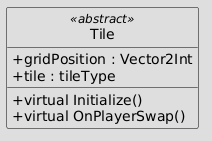 «abstract»
Tile
+gridPosition : Vector2Int
+tile : tileType
+virtual Initialize()
+virtual OnPlayerSwap()